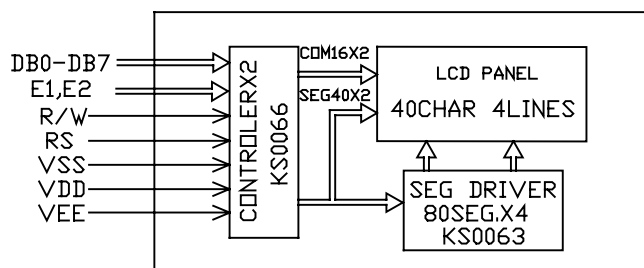 DB0-DB7
E1,E2
R/W
RS
VSS
VDD
VEE
CONTROLERX2
KS0066
COM16X2
SEG40X2
LCD PANEL
40CHAR 4LINES
SEG DRIVER
80SEG.X4
KS0063